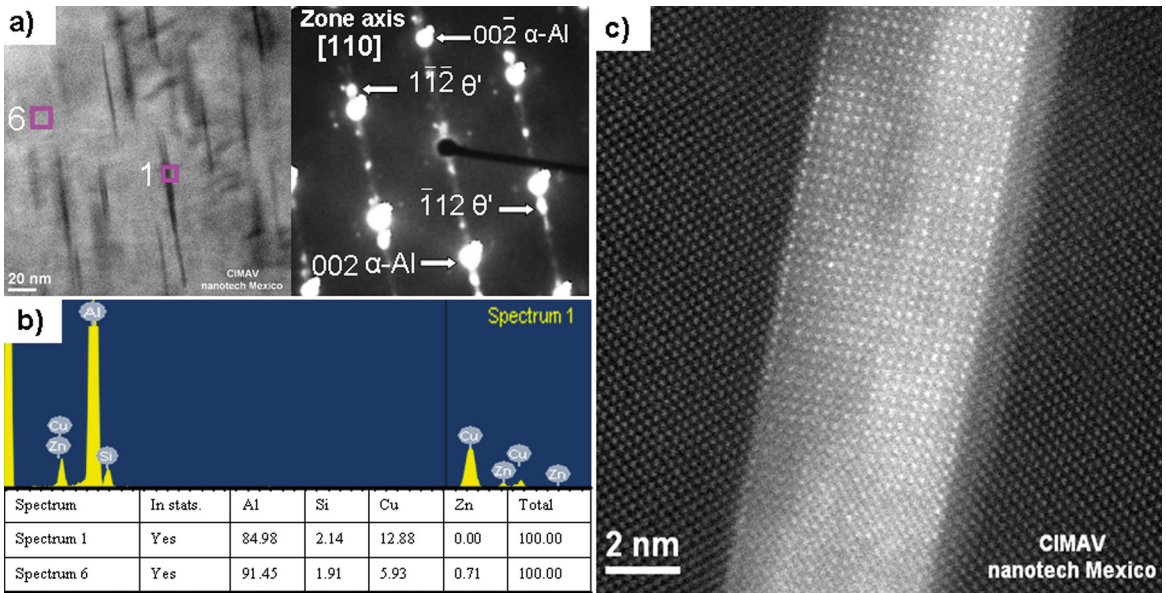 a)
6
1
20 nm
CIMAV
nanotech Mexico
Zone axis
[110]
002̄ α-Al
11̄2̄ θ'
1̄12 θ'
002 α-Al
b)
Spectrum 1
Cu
Zn
Al
Si
Cu
Zn
Cu
Zn
Spectrum In stats. Al Si Cu Zn Total
Spectrum 1 Yes 84.98 2.14 12.88 0.00 100.00
Spectrum 6 Yes 91.45 1.91 5.93 0.71 100.00
c)
2 nm
CIMAV
nanotech Mexico